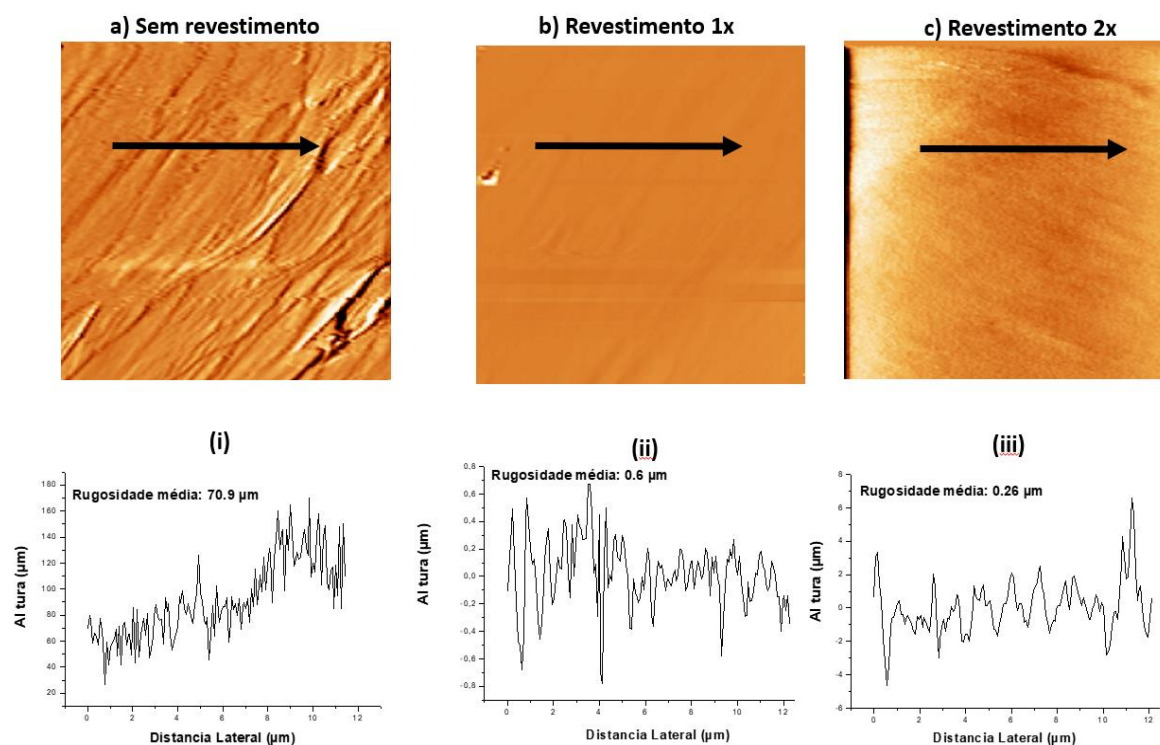 a) Sem revestimento
b) Revestimento 1x
c) Revestimento 2x
(i)
(ii)
(iii)
Rugosidade média: 70.9 µm
Al tura (µm)
180
160
140
120
100
80
60
40
20
0 2 4 6 8 10 12
Distancia Lateral (µm)
Rugosidade média: 0.6 µm
Al tura (µm)
0,8
0,6
0,4
0,2
0,0
-0,2
-0,4
-0,6
-0,8
0 2 4 6 8 10 12
Distancia Lateral (µm)
Rugosidade média: 0.26 µm
Al tura (µm)
8
6
4
2
0
-2
-4
-6
0 2 4 6 8 10 12
Distancia Lateral (µm)